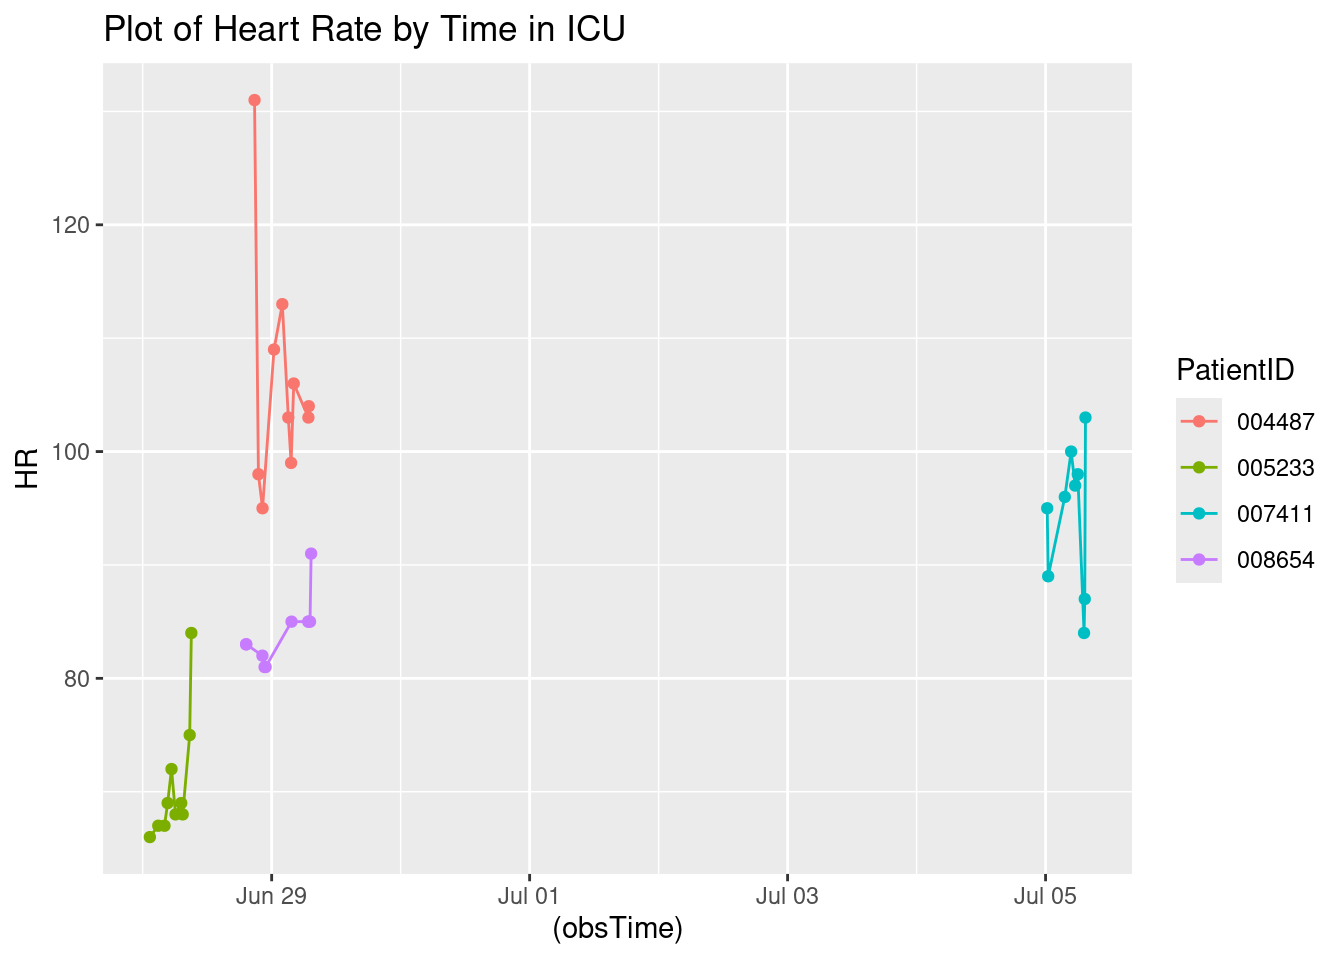 Plot of Heart Rate by Time in ICU
120
100
80
HR
Jun 29
Jul 01
Jul 03
Jul 05
(obsTime)
PatientID
004487
005233
007411
008654